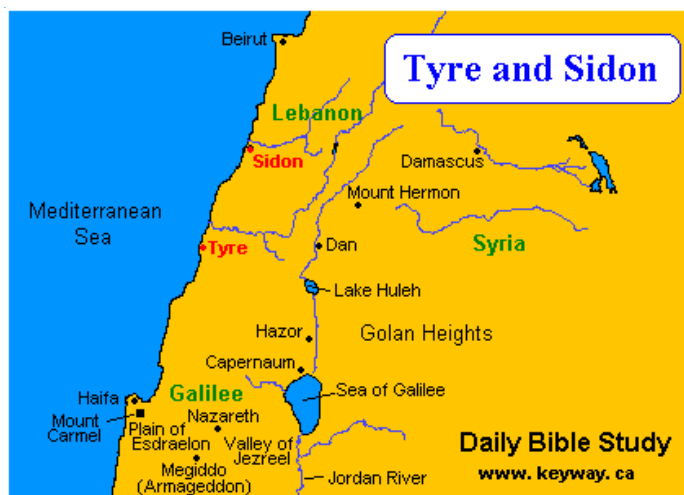 Beirut
Tyre and Sidon
Lebanon
Sidon
Damascus
Mount Hermon
Mediterranean
Sea
Tyre
Dan
Syria
Lake Huleh
Hazor
Golan Heights
Capernaum
Galilee
Sea of Galilee
Haifa
Mount
Carmel
Nazareth
Plain of
Esdraelon
Valley of
Jezreel
Megiddo
(Armageddon)
Jordan River
Daily Bible Study
www.keyway.ca